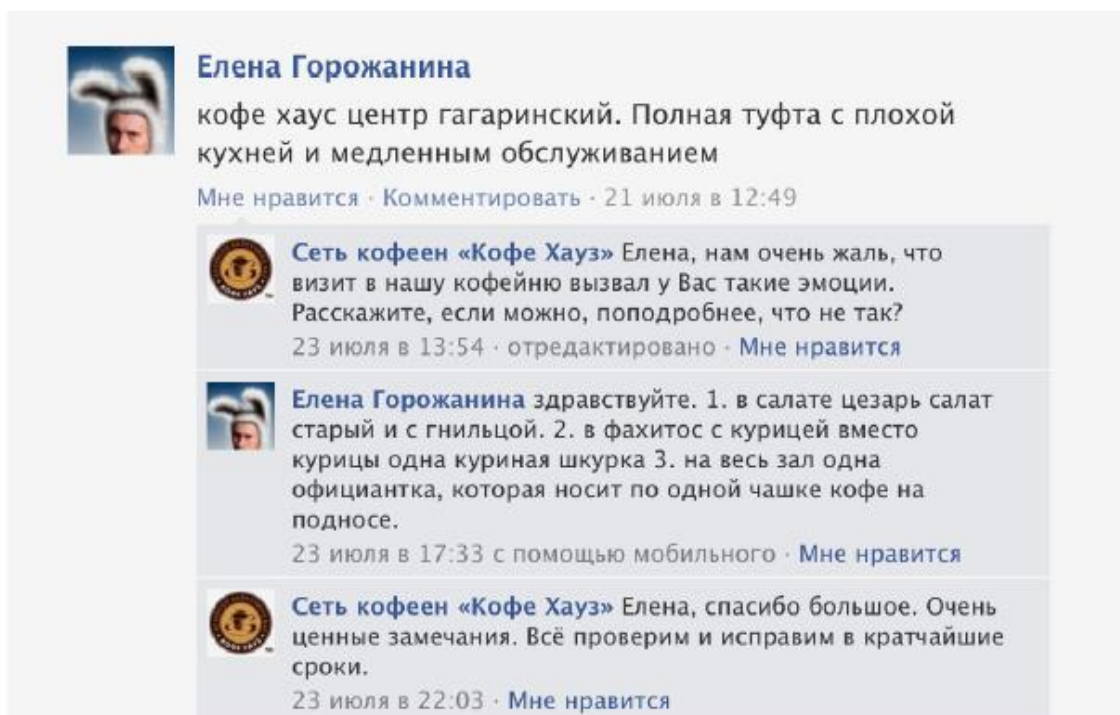 Елена Горожанина
кофе хаус центр гагаринский. Полная туфта с плохой
кухней и медленным обслуживанием
Мне нравится · Комментировать · 21 июля в 12:49
Сеть кофеен «Кофе Хауз» Елена, нам очень жаль, что
визит в нашу кофейню вызвал у Вас такие эмоции.
Расскажите, если можно, поподробнее, что не так?
23 июля в 13:54 · отредактировано · Мне нравится
Елена Горожанина здравствуйте. 1. в салате цезарь салат
старый и с гнильцой. 2. в фахитос с курицей вместо
курицы одна куриная шкурка 3. на весь зал одна
официантка, которая носит по одной чашке кофе на
подносе.
23 июля в 17:33 с помощью мобильного · Мне нравится
Сеть кофеен «Кофе Хауз» Елена, спасибо большое. Очень
ценные замечания. Всё проверим и исправим в кратчайшие
сроки.
23 июля в 22:03 · Мне нравится